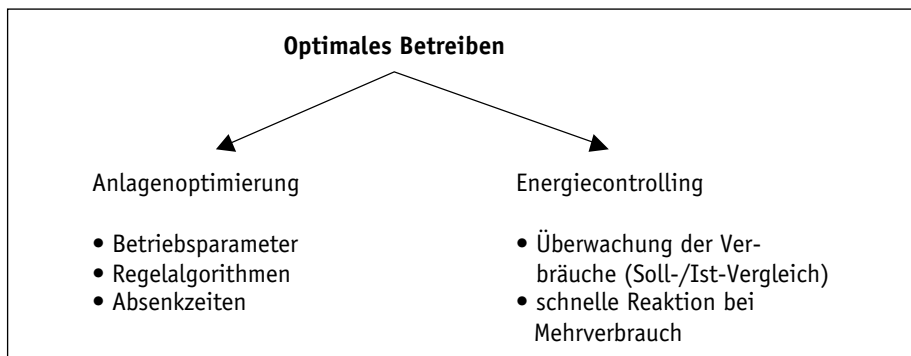 Optimales Betreiben
Anlagenoptimierung
• Betriebsparameter
• Regelalgorithmen
• Absenkzeiten
Energiecontrolling
• Überwachung der Ver-
bräuche (Soll-/Ist-Vergleich)
• schnelle Reaktion bei
Mehrverbrauch